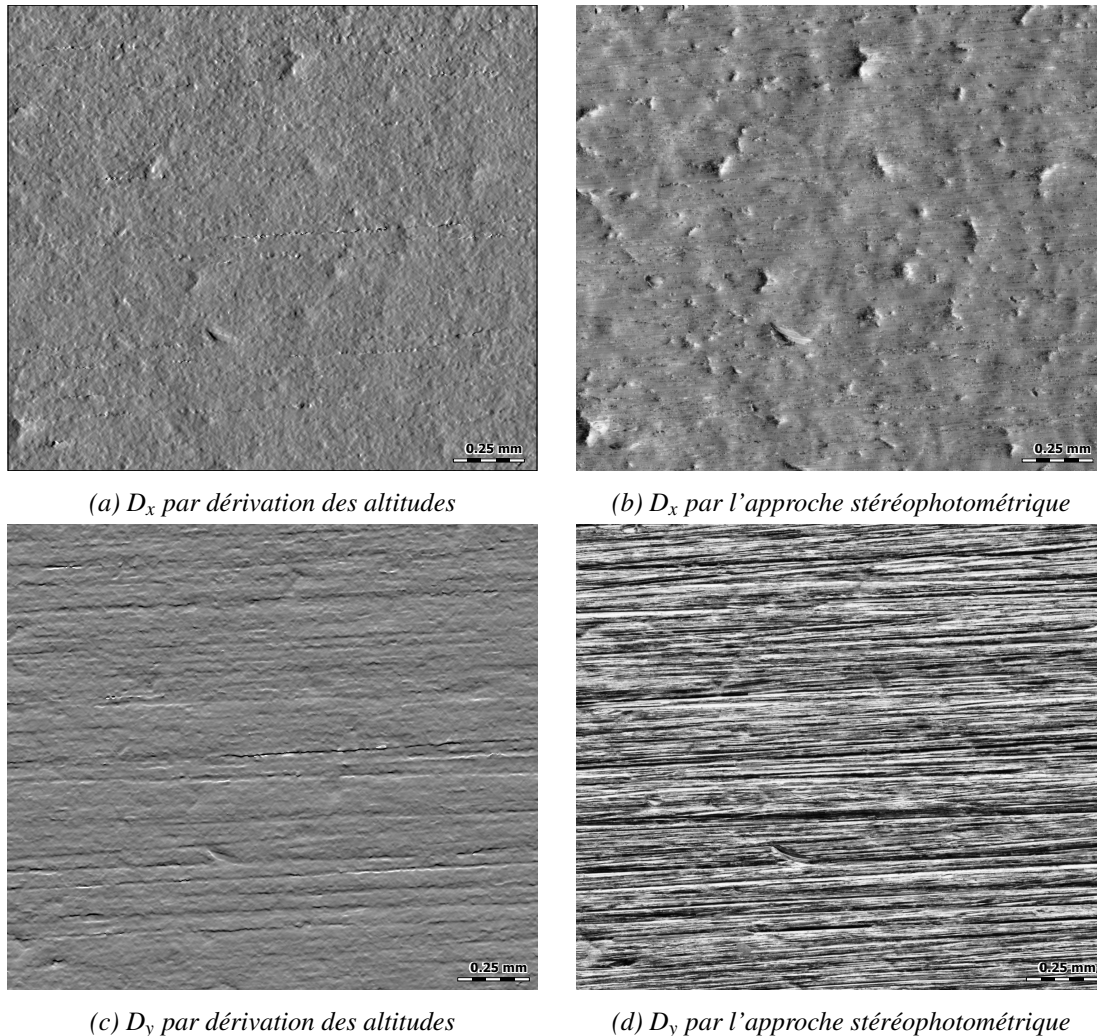 0.25 mm
0.25 mm
(a) Dx par dérivation des altitudes
(b) Dx par l'approche stéréophotométrique
0.25 mm
0.25 mm
(c) Dy par dérivation des altitudes
(d) Dy par l'approche stéréophotométrique